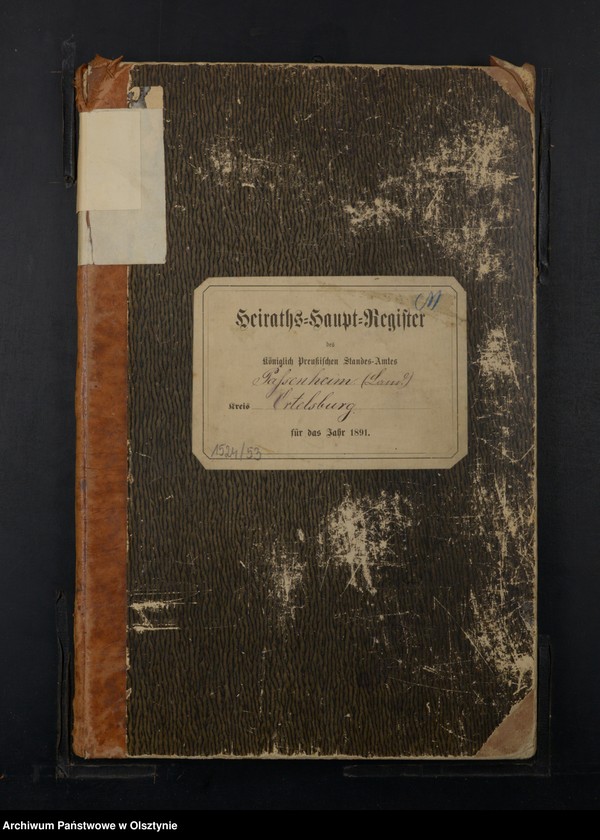 M
Heiraths-Haupt-Register
des
Königlich Preußischen Standes-Amtes
Passenheim (Land)
Kreis Ortelsburg
für das Jahr 1891.
1524/53
Archiwum Państwowe w Olsztynie